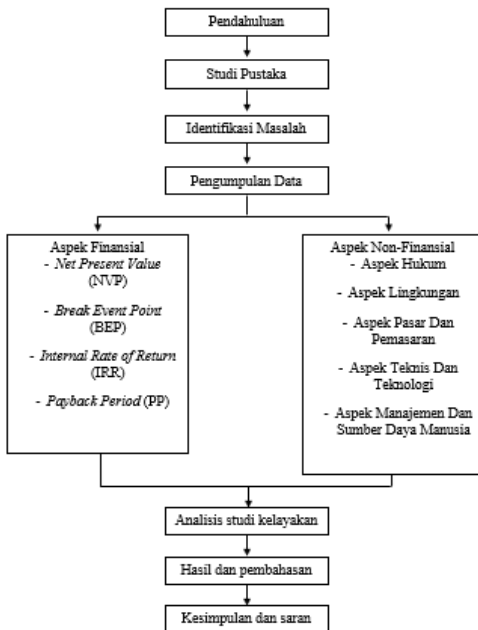 Pendahuluan
Studi Pustaka
Identifikasi Masalah
Pengumpulan Data
Aspek Finansial
- Net Present Value
(NVP)
- Break Event Point
(BEP)
- Internal Rate of Return
(IRR)
- Payback Period (PP)
Aspek Non-Finansial
- Aspek Hukum
- Aspek Lingkungan
- Aspek Pasar Dan
Pemasaran
- Aspek Teknis Dan
Teknologi
- Aspek Manajemen Dan
Sumber Daya Manusia
Analisis studi kelayakan
Hasil dan pembahasan
Kesimpulan dan saran